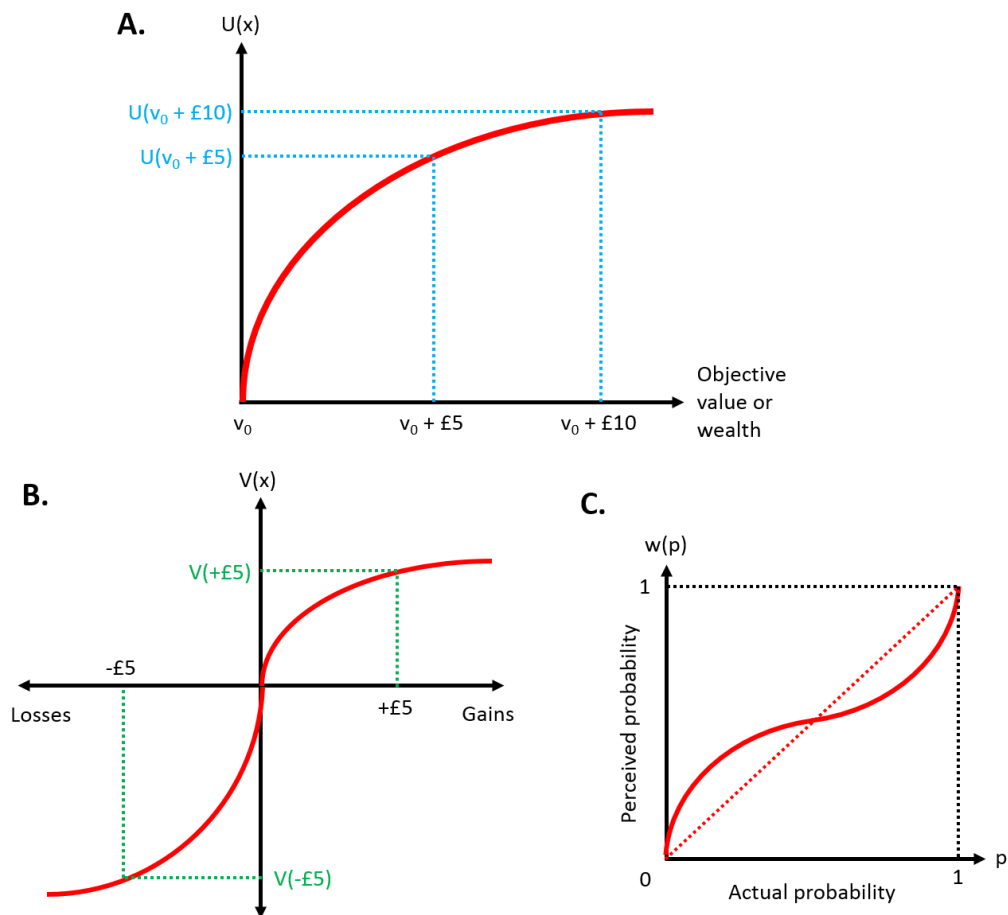 A.
U(x)
U(v₀ + £10)
U(v₀ + £5)
v₀
v₀ + £5
v₀ + £10
Objective
value or
wealth
B.
V(x)
V(+£5)
-£5
Losses
+£5
Gains
V(-£5)
C.
w(p)
1
Perceived probability
0
Actual probability
1
p